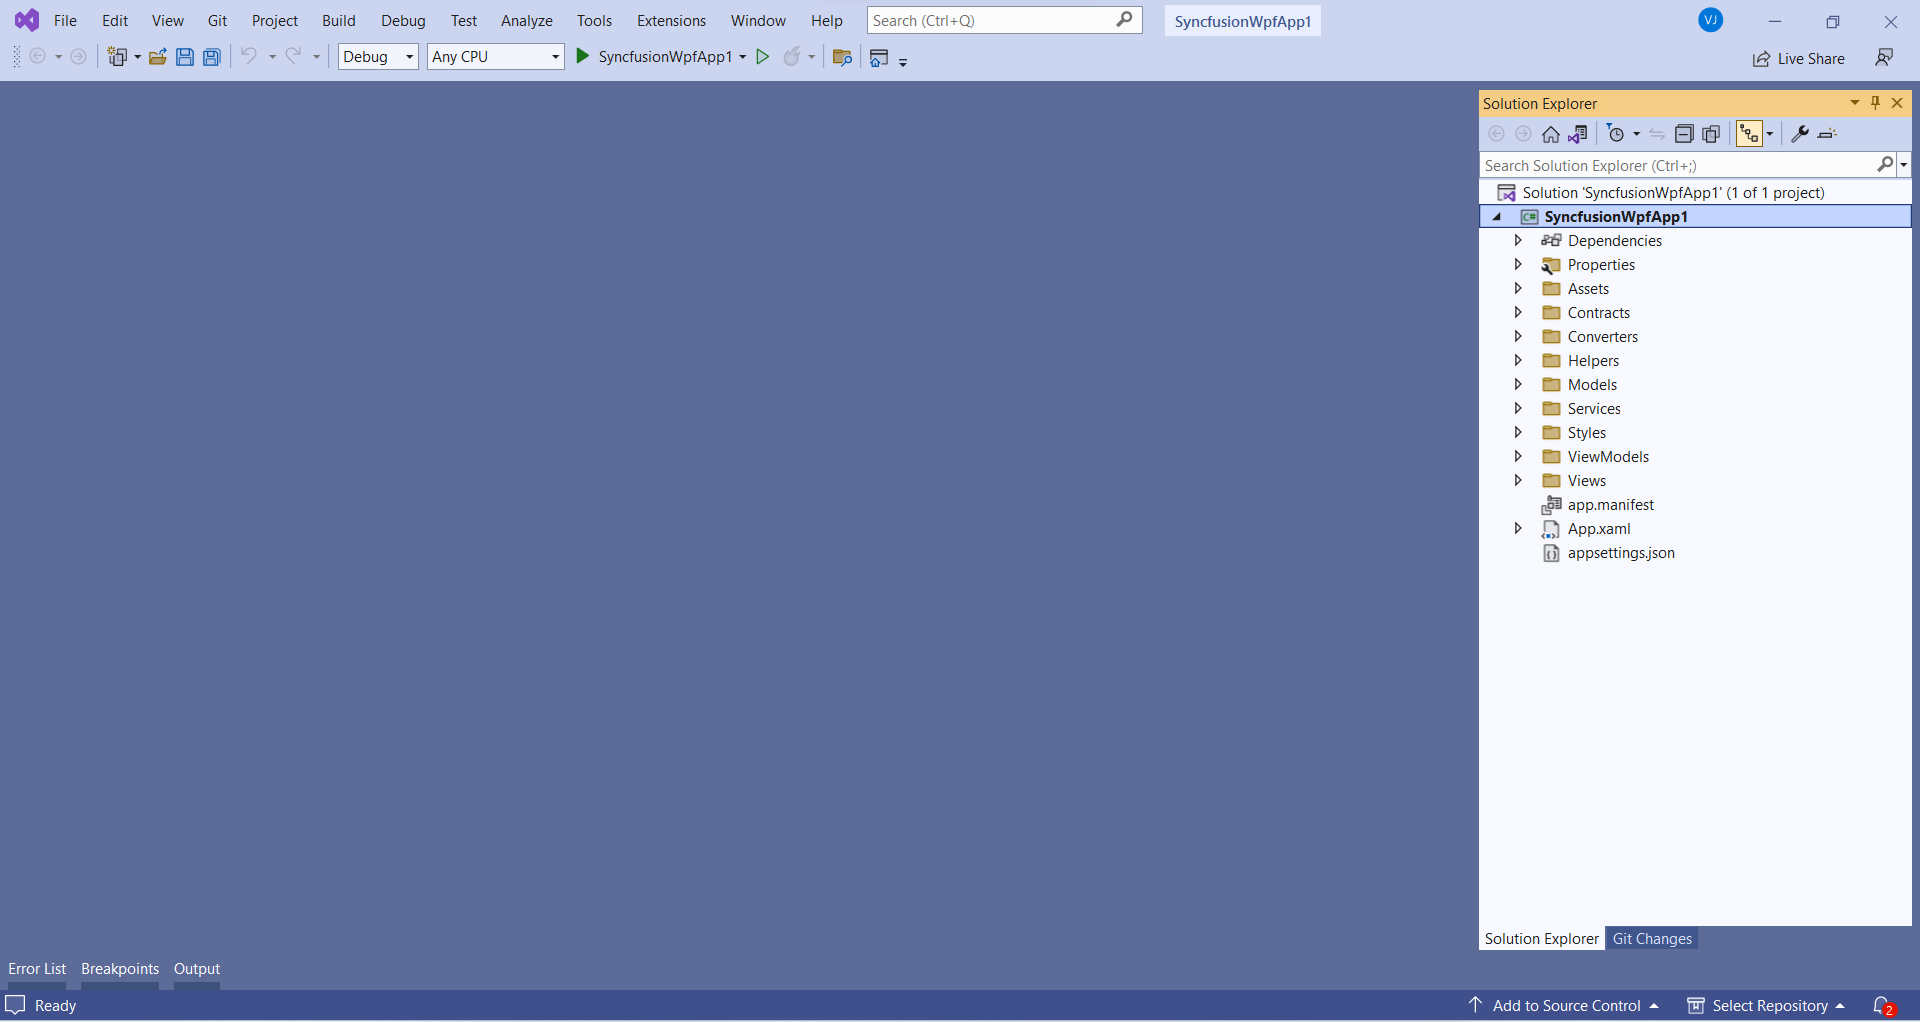 File Edit View Git Project Build Debug Test Analyze Tools Extensions Window Help Search (Ctrl+Q) SyncfusionWpfApp1 VJ
Debug Any CPU SyncfusionWpfApp1 Live Share
Solution Explorer
Search Solution Explorer (Ctrl+;)
Solution 'SyncfusionWpfApp1' (1 of 1 project)
C# SyncfusionWpfApp1
Dependencies
Properties
Assets
Contracts
Converters
Helpers
Models
Services
Styles
ViewModels
Views
app.manifest
App.xaml
appsettings.json
Solution Explorer Git Changes
Error List Breakpoints Output
Ready Add to Source Control Select Repository 2